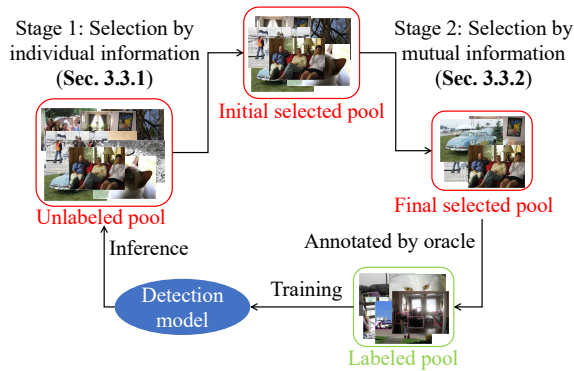 Stage 1: Selection by
individual information
(Sec. 3.3.1)
Stage 2: Selection by
mutual information
(Sec. 3.3.2)
Initial selected pool
Unlabeled pool
Final selected pool
Inference
Annotated by oracle
Detection
model
Training
Labeled pool